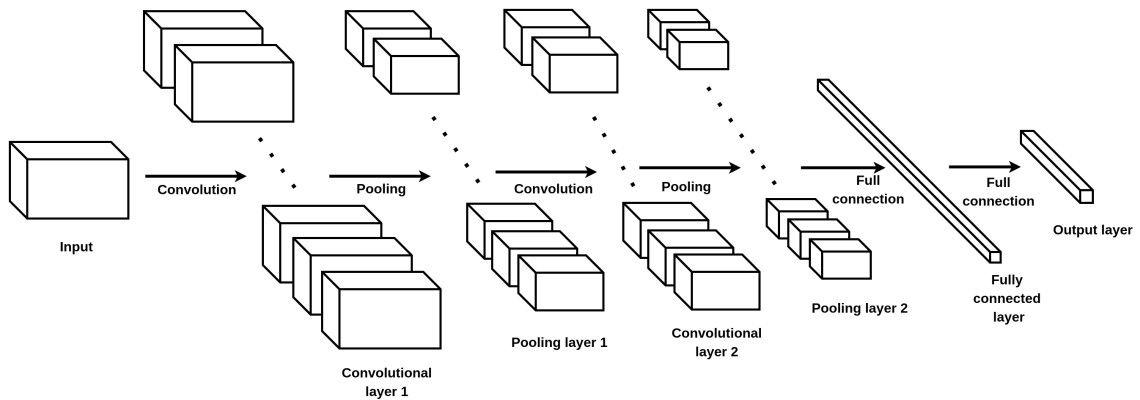 Convolution
Pooling
Convolution
Pooling
Full
connection
Full
connection
Input
Convolutional
layer 1
Pooling layer 1
Convolutional
layer 2
Pooling layer 2
Fully
connected
layer
Output layer